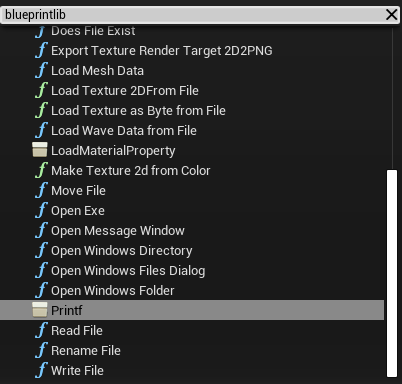 blueprintlib
Does File Exist
Export Texture Render Target 2D2PNG
Load Mesh Data
Load Texture 2DFrom File
Load Texture as Byte from File
Load Wave Data from File
LoadMaterialProperty
Make Texture 2d from Color
Move File
Open Exe
Open Message Window
Open Windows Directory
Open Windows Files Dialog
Open Windows Folder
Printf
Read File
Rename File
Write File